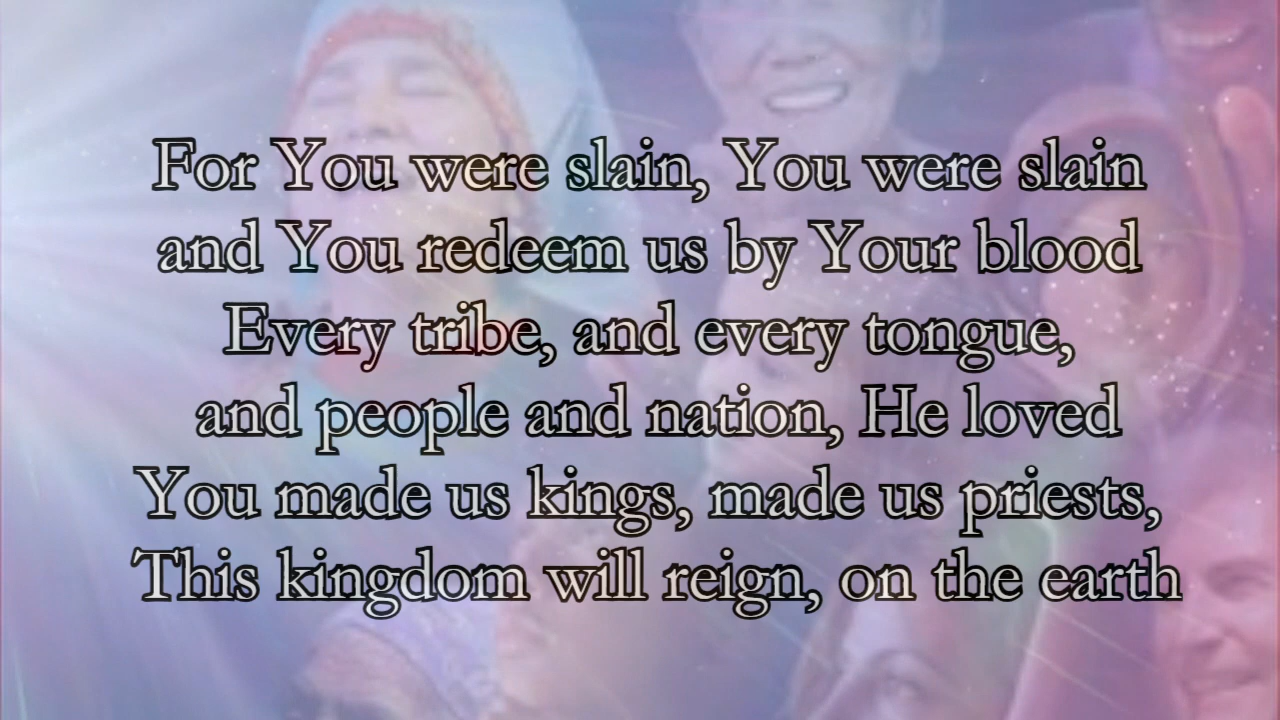 For You were slain, You were slain
and You redeem us by Your blood
Every tribe, and every tongue,
and people and nation, He loved
You made us kings, made us priests,
This kingdom will reign, on the earth